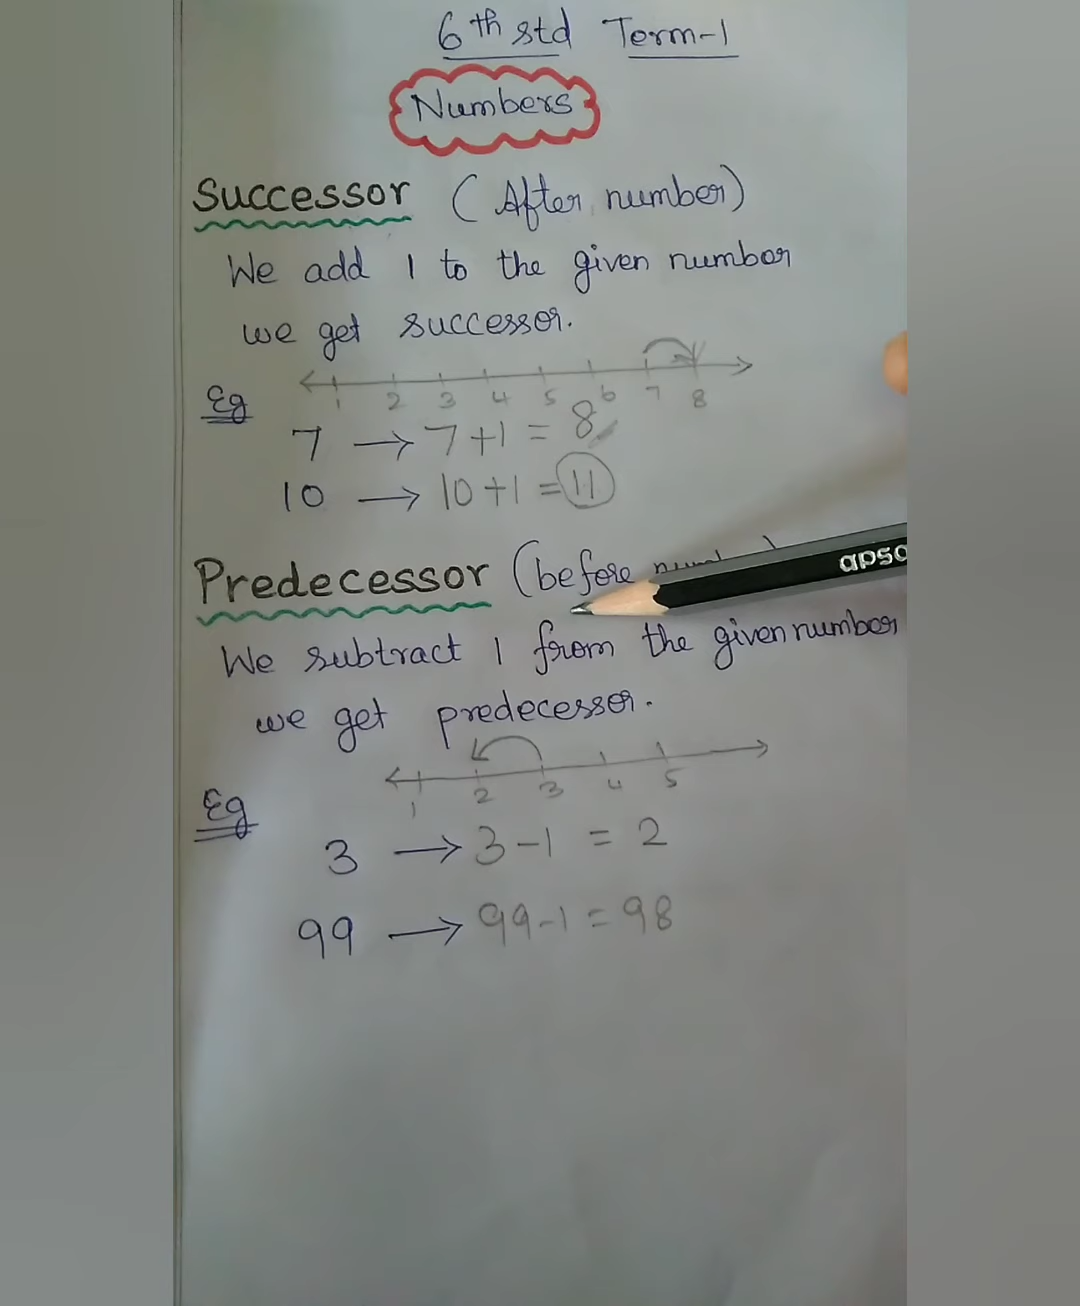 6th std Term-1
Numbers
Successor (After number)
We add 1 to the given number
we get successor.
Eg
1 2 3 4 5 6 7 8
7 → 7+1 = 8
10 → 10+1 = 11
Predecessor (before
apsa
We subtract 1 from the given number
we get predecessor.
Eg
1 2 3 4 5
3 → 3-1 = 2
99 → 99-1 = 98